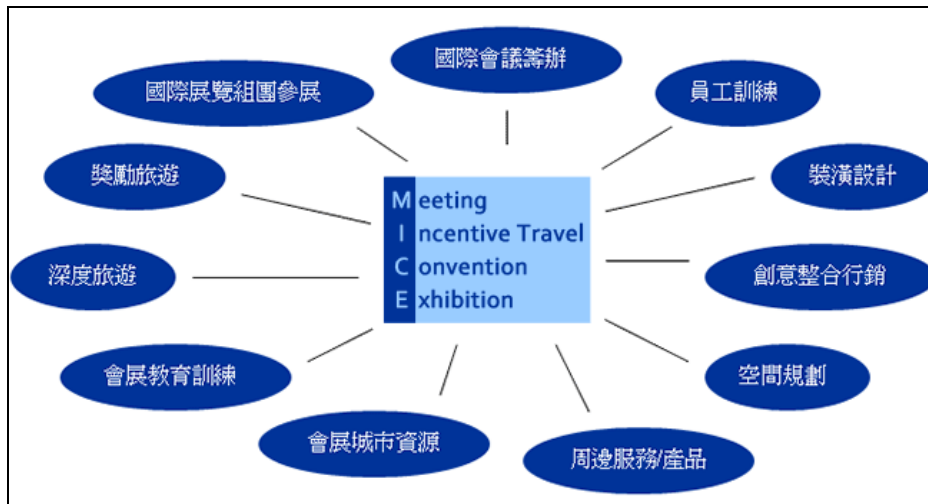 國際會議籌辦
國際展覽組團參展
員工訓練
獎勵旅遊
裝潢設計
Meeting
Incentive Travel
Convention
Exhibition
深度旅遊
創意整合行銷
會展教育訓練
空間規劃
會展城市資源
周邊服務/產品